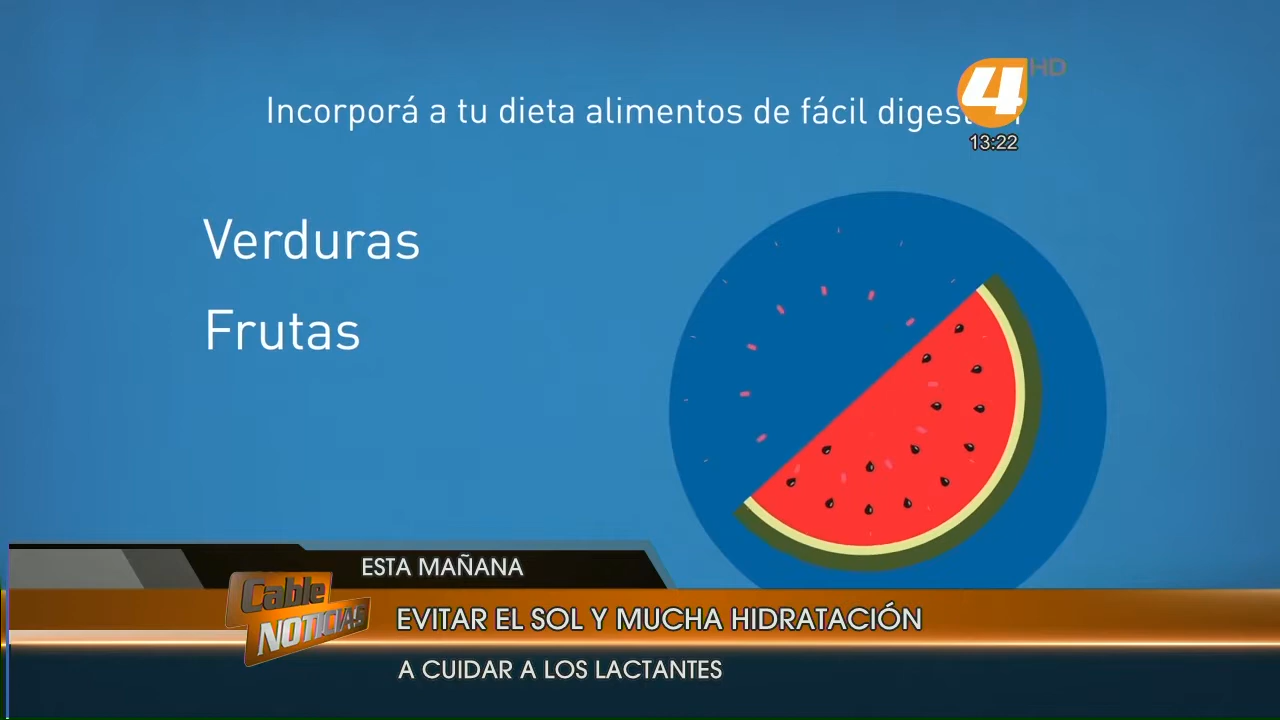 HD
4
Incorporá a tu dieta alimentos de fácil
13:22
Verduras
Frutas
ESTA MAÑANA
Cable
NOTICIAS
EVITAR EL SOL Y MUCHA HIDRATACIÓN
A CUIDAR A LOS LACTANTES